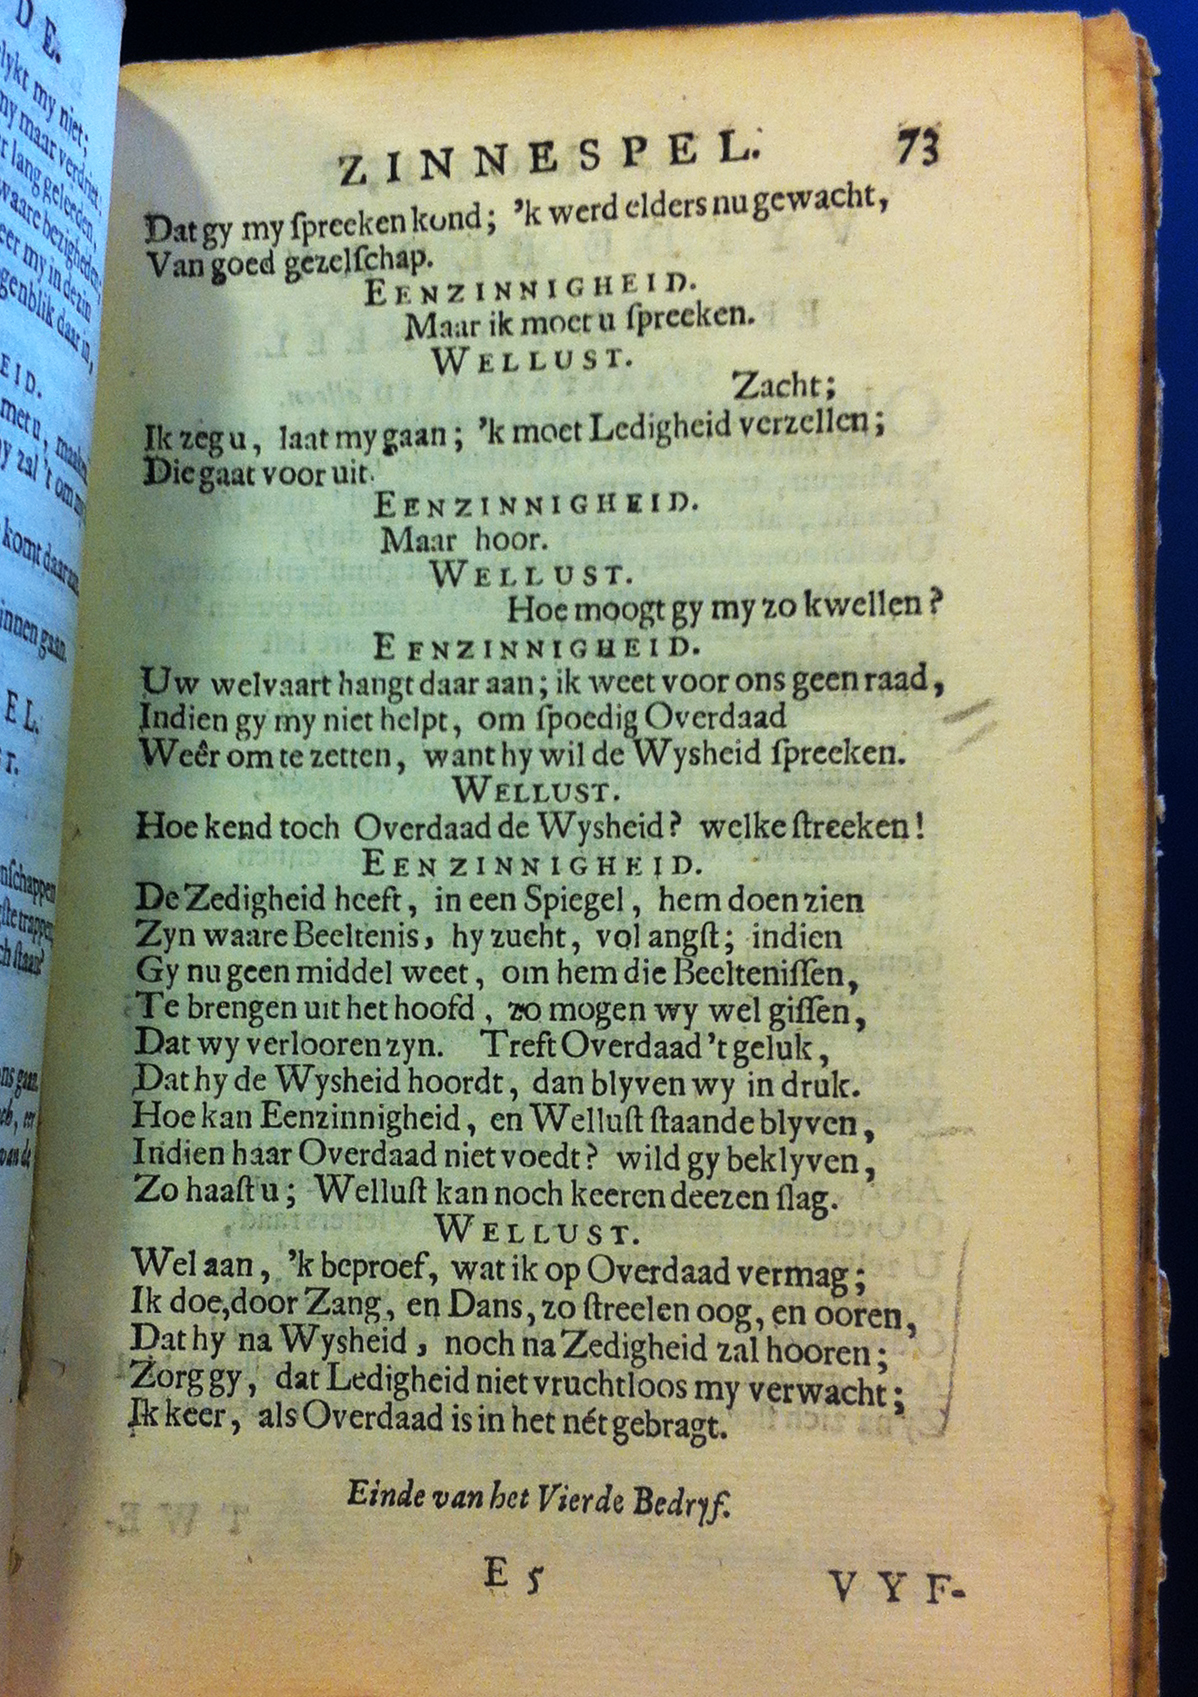 ZINNESPEL. 73
Dat gy my ſpreeken kond; 'k werd elders nu gewacht,
Van goed gezelſchap.
EENZINNIGHEID.
Maar ik moet u ſpreeken.
WELLUST.
Zacht;
Ik zeg u, laat my gaan; 'k moet Ledigheid verzellen;
Die gaat voor uit.
EENZINNIGHEID.
Maar hoor.
WELLUST.
Hoe moogt gy my zo kwellen?
EENZINNIGHEID.
Uw welvaart hangt daar aan; ik weet voor ons geen raad,
Indien gy my niet helpt, om ſpoedig Overdaad
Weêr om te zetten, want hy wil de Wysheid ſpreeken.
WELLUST.
Hoe kend toch Overdaad de Wysheid? welke ſtreeken!
EENZINNIGHEID.
De Zedigheid heeft, in een Spiegel, hem doen zien
Zyn waare Beeltenis, hy zucht, vol angſt; indien
Gy nu geen middel weet, om hem die Beelteniſſen,
Te brengen uit het hoofd, zo mogen wy wel giſſen,
Dat wy verlooren zyn. Treft Overdaad 't geluk,
Dat hy de Wysheid hoordt, dan blyven wy in druk.
Hoe kan Eenzinnigheid, en Welluſt ſtaande blyven,
Indien haar Overdaad niet voedt? wild gy beklyven,
Zo haaſt u; Welluſt kan noch keeren deezen ſlag.
WELLUST.
Wel aan, 'k beproef, wat ik op Overdaad vermag;
Ik doe, door Zang, en Dans, zo ſtreelen oog, en ooren,
Dat hy na Wysheid, noch na Zedigheid zal hooren;
Zorg gy, dat Ledigheid niet vruchtloos my verwacht;
Ik keer, als Overdaad is in het nét gebragt.
Einde van het Vierde Bedryf.
E 5 VYF-